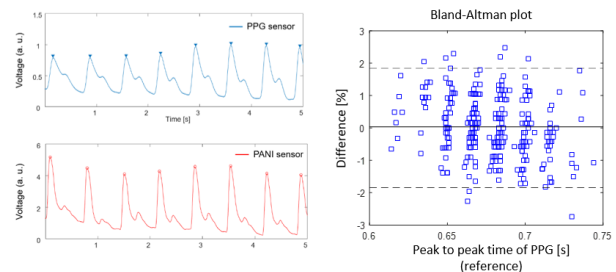 PPG sensor
Voltage (a. u.)
1.5
1
0.5
0
0 1 2 3 4 5
Time [s]
PANI sensor
Voltage (a. u.)
6
4
2
0
1 2 3 4 5
Bland-Altman plot
Difference [%]
3
2
1
0
-1
-2
-3
0.6 0.65 0.7 0.75
Peak to peak time of PPG [s]
(reference)